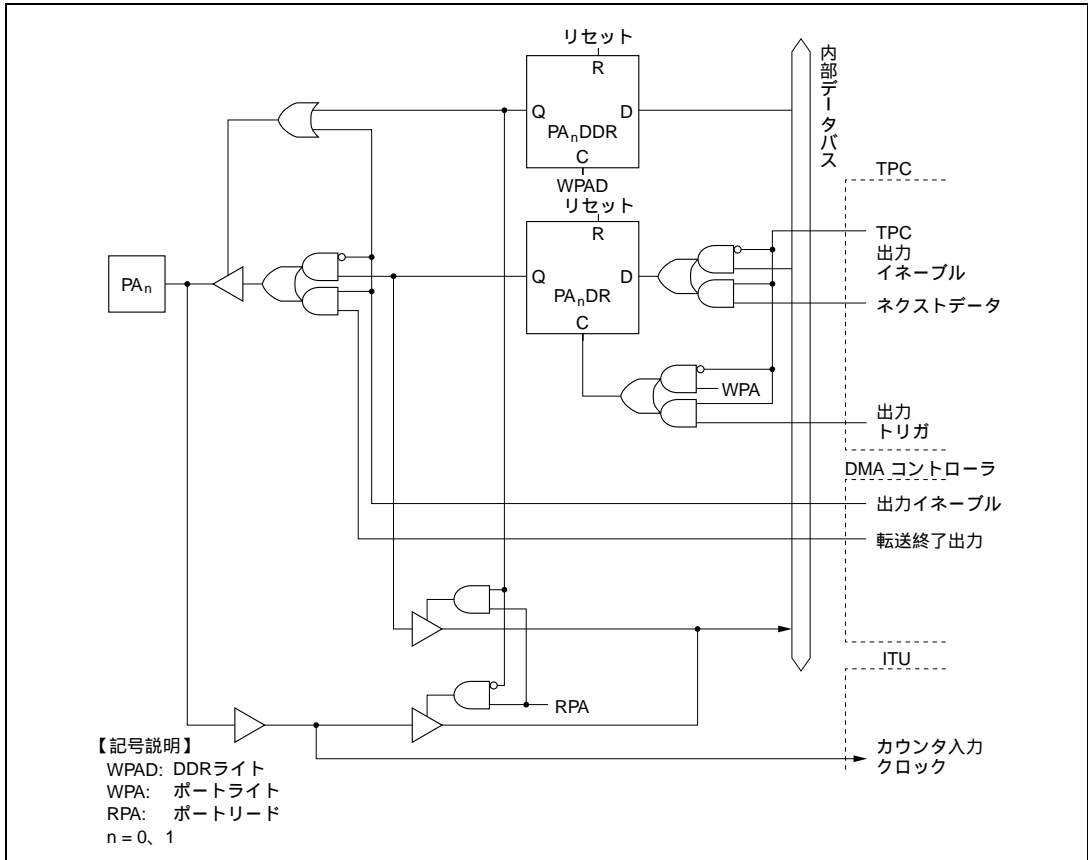 リセット
R
Q
D
PAnDDR
C
WPAD
内部データバス
リセット
R
Q
D
PAnDR
C
WPA
PAn
TPC
TPC
出力
イネーブル
ネクストデータ
出力
トリガ
DMA コントローラ
出力イネーブル
転送終了出力
RPA
ITU
カウンタ入力
クロック
【記号説明】
WPAD: DDRライト
WPA: ポートライト
RPA: ポートリード
n = 0、1